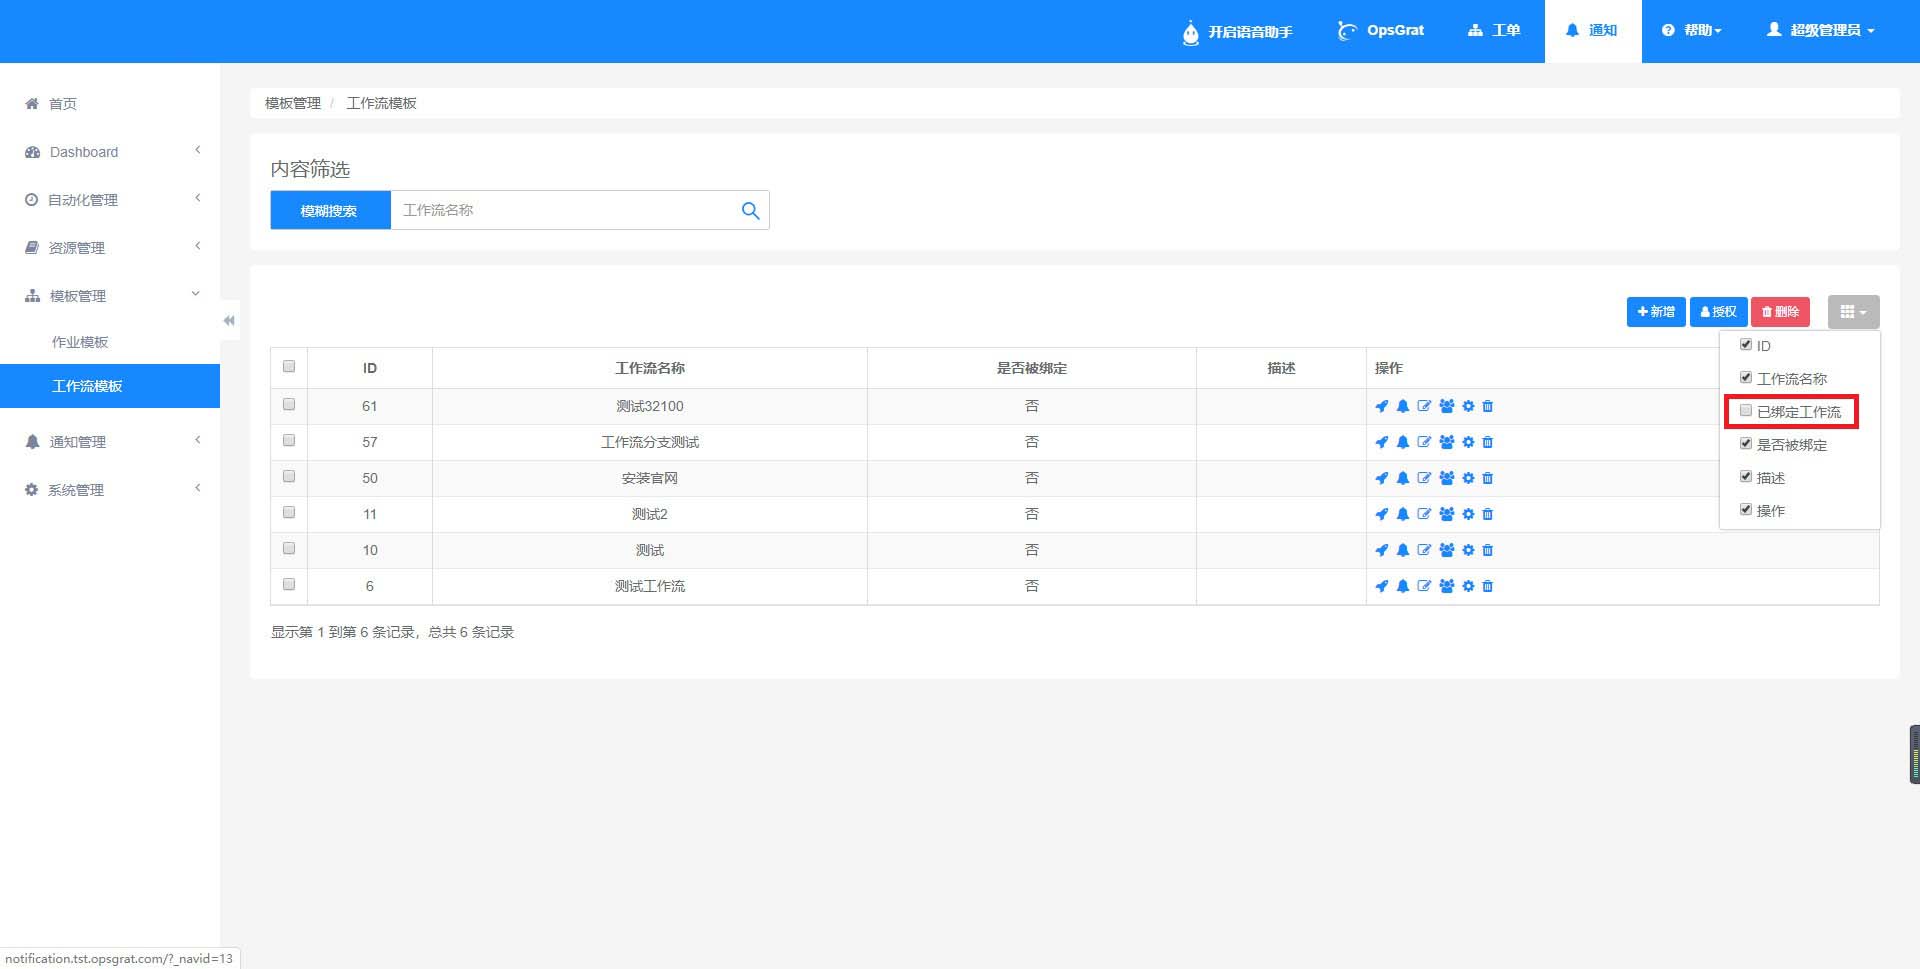 开启语音助手
OpsGrat
工单
通知
帮助
超级管理员
首页
Dashboard
自动化管理
资源管理
模板管理
作业模板
工作流模板
通知管理
系统管理
模板管理 / 工作流模板
内容筛选
模糊搜索 工作流名称
新增 授权 删除
ID
工作流名称
已绑定工作流
是否被绑定
描述
操作
ID 工作流名称 是否被绑定 描述 操作
61 测试32100 否
57 工作流分支测试 否
50 安装官网 否
11 测试2 否
10 测试 否
6 测试工作流 否
显示第 1 到第 6 条记录，总共 6 条记录
notification.tst.opsgrat.com/?_navid=13